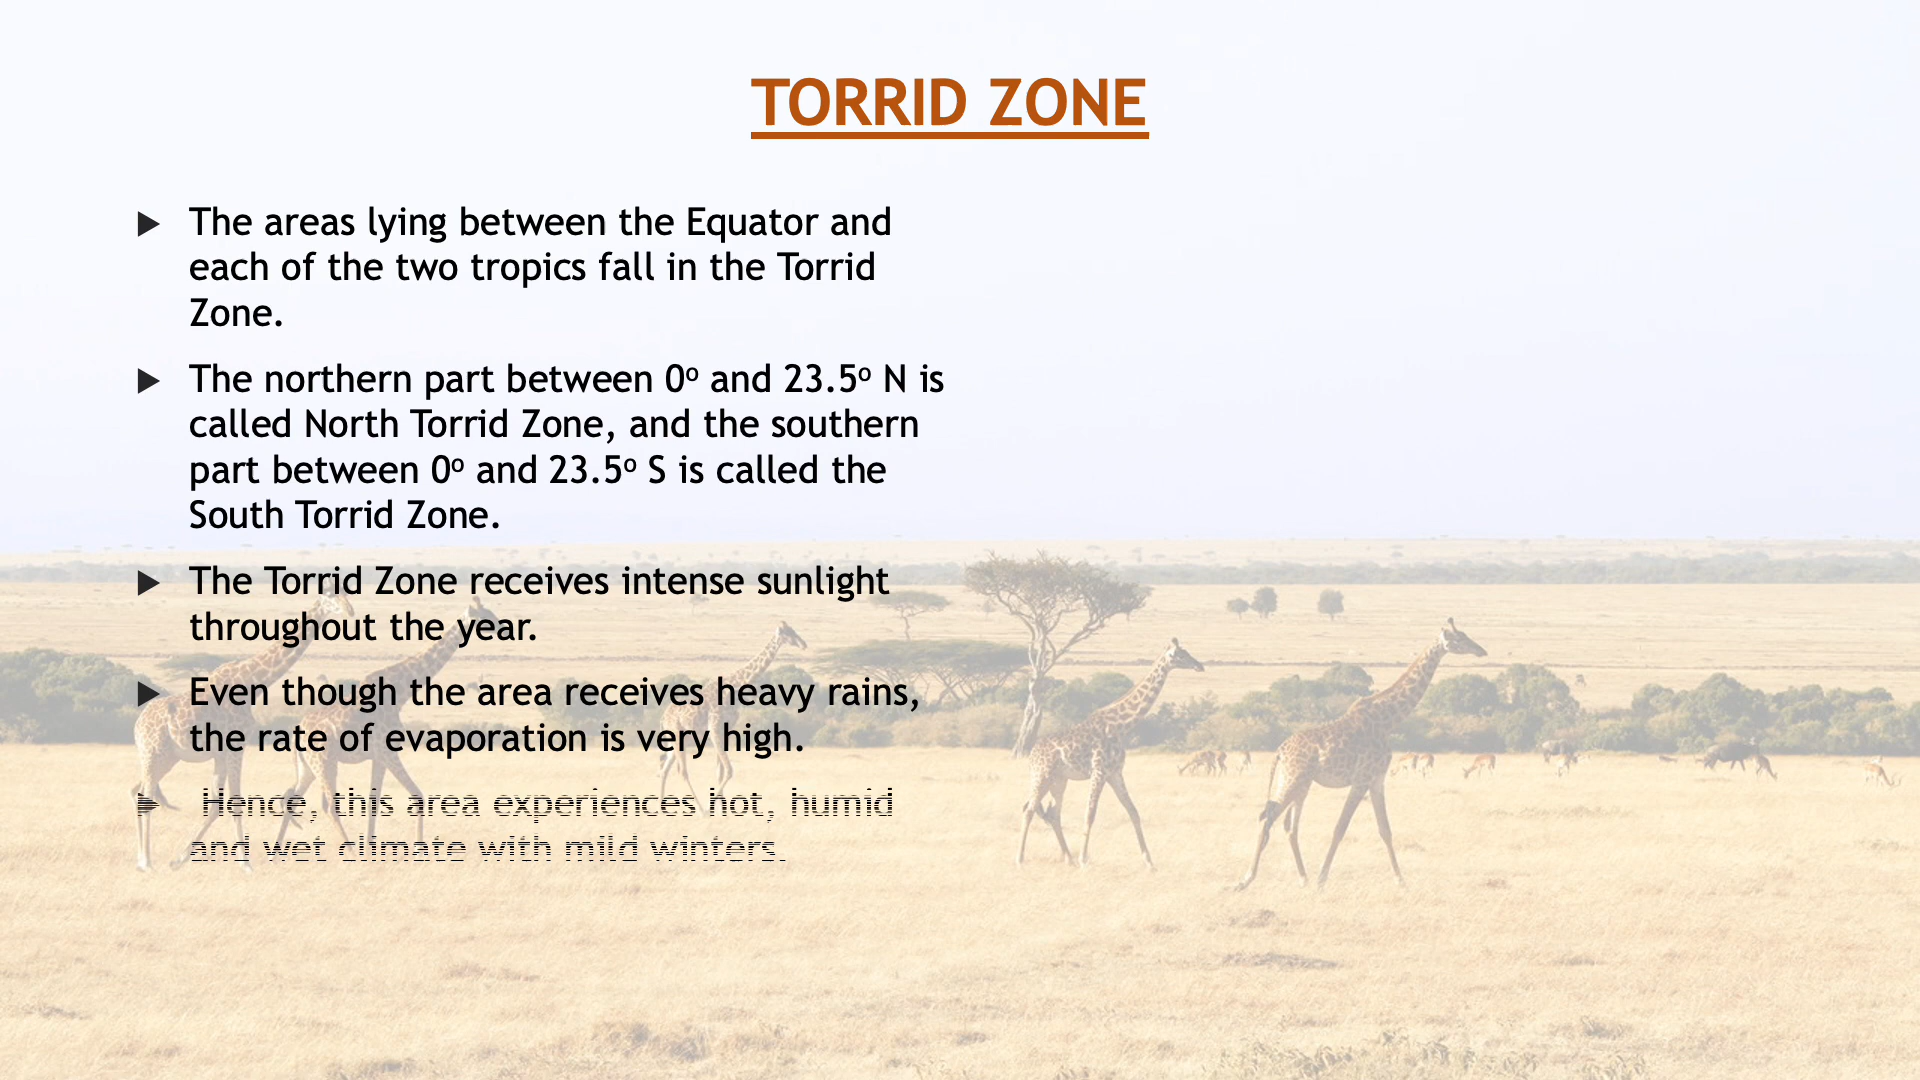 TORRID ZONE
▶ The areas lying between the Equator and
each of the two tropics fall in the Torrid
Zone.
▶ The northern part between 0º and 23.5º N is
called North Torrid Zone, and the southern
part between 0º and 23.5º S is called the
South Torrid Zone.
▶ The Torrid Zone receives intense sunlight
throughout the year.
▶ Even though the area receives heavy rains,
the rate of evaporation is very high.
▶ Hence, this area experiences hot, humid
and wet climate with mild winters.